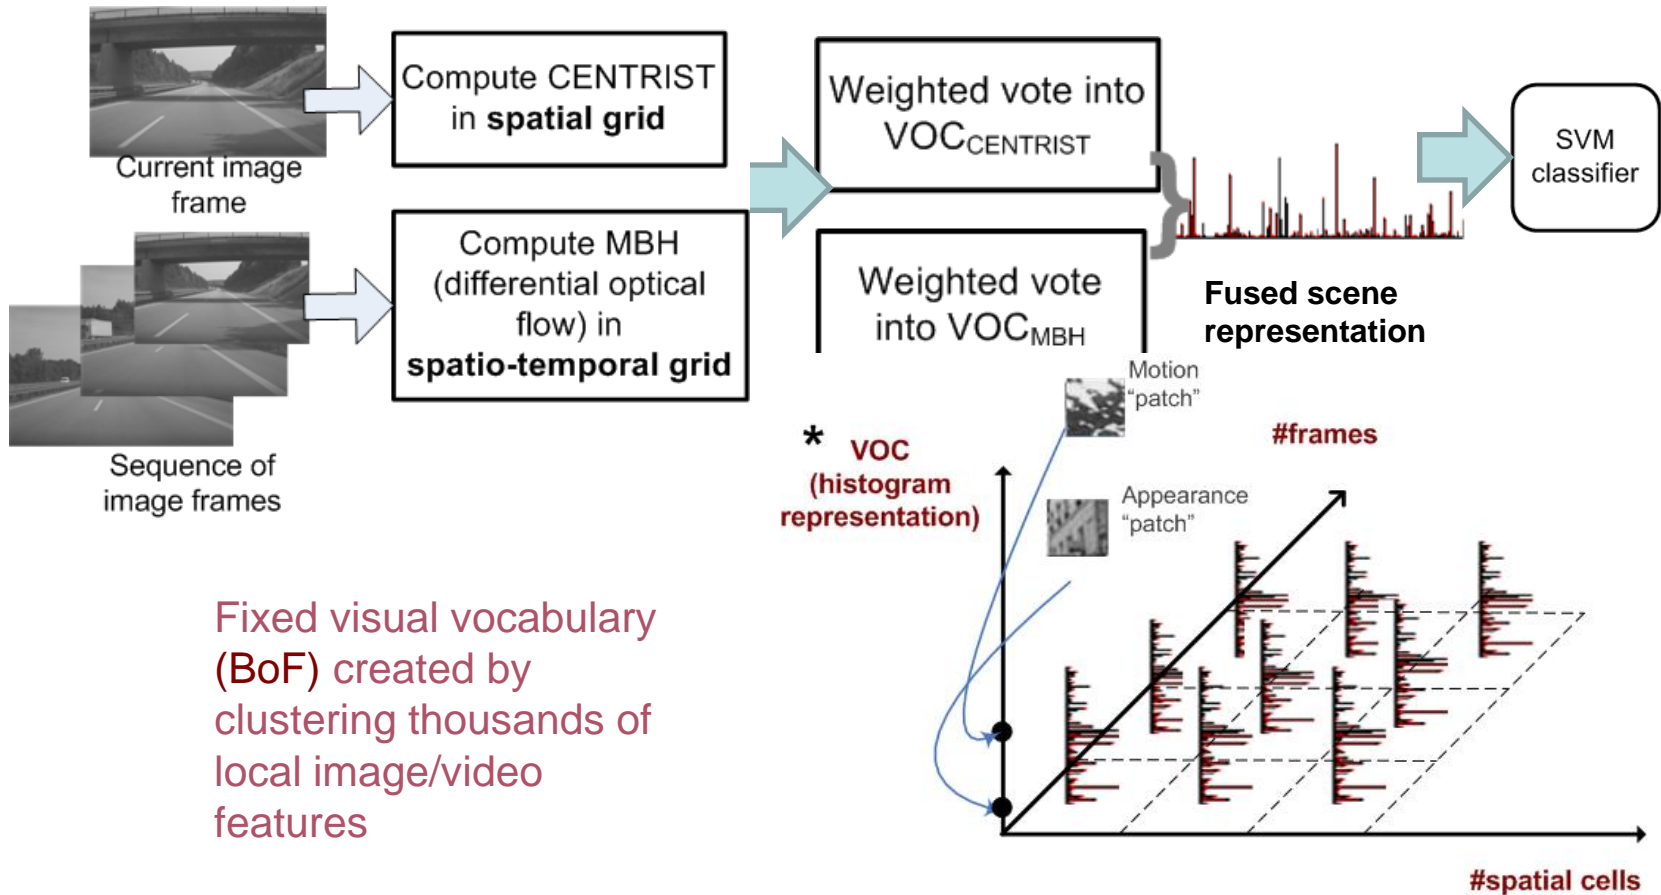 Current image
frame
Compute CENTRIST
in spatial grid
Weighted vote into
VOC_CENTRIST
SVM
classifier
Sequence of
image frames
Compute MBH
(differential optical
flow) in
spatio-temporal grid
Weighted vote
into VOC_MBH
Fused scene
representation
Motion
"patch"
Appearance
"patch"
* VOC
(histogram
representation)
#frames
#spatial cells
Fixed visual vocabulary
(BoF) created by
clustering thousands of
local image/video
features